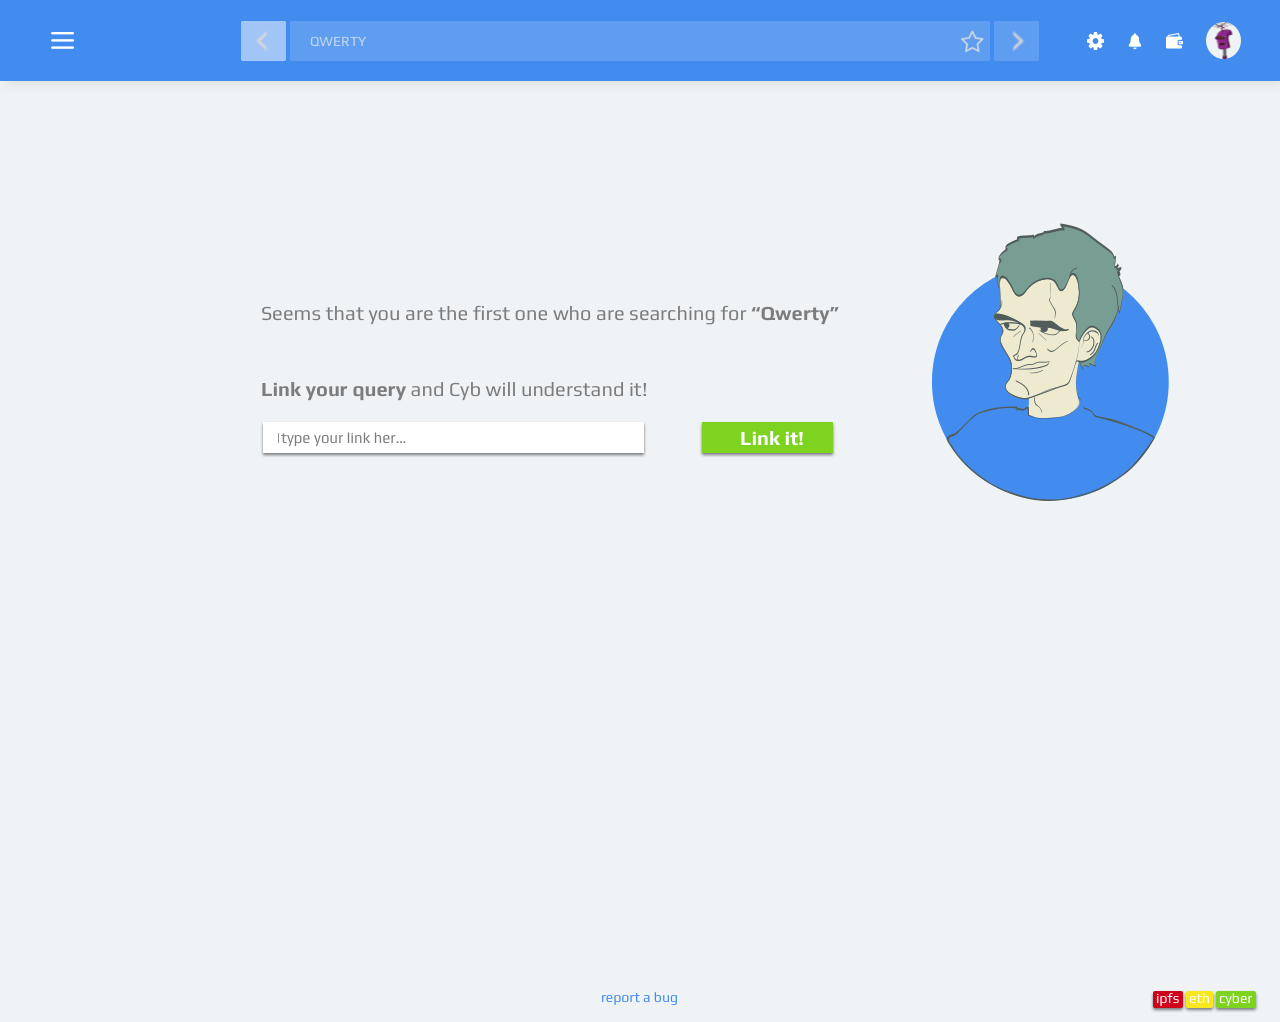 QWERTY
Seems that you are the first one who are searching for “Qwerty”
Link your query and Cyb will understand it!
type your link her...
Link it!
report a bug
ipfs eth cyber